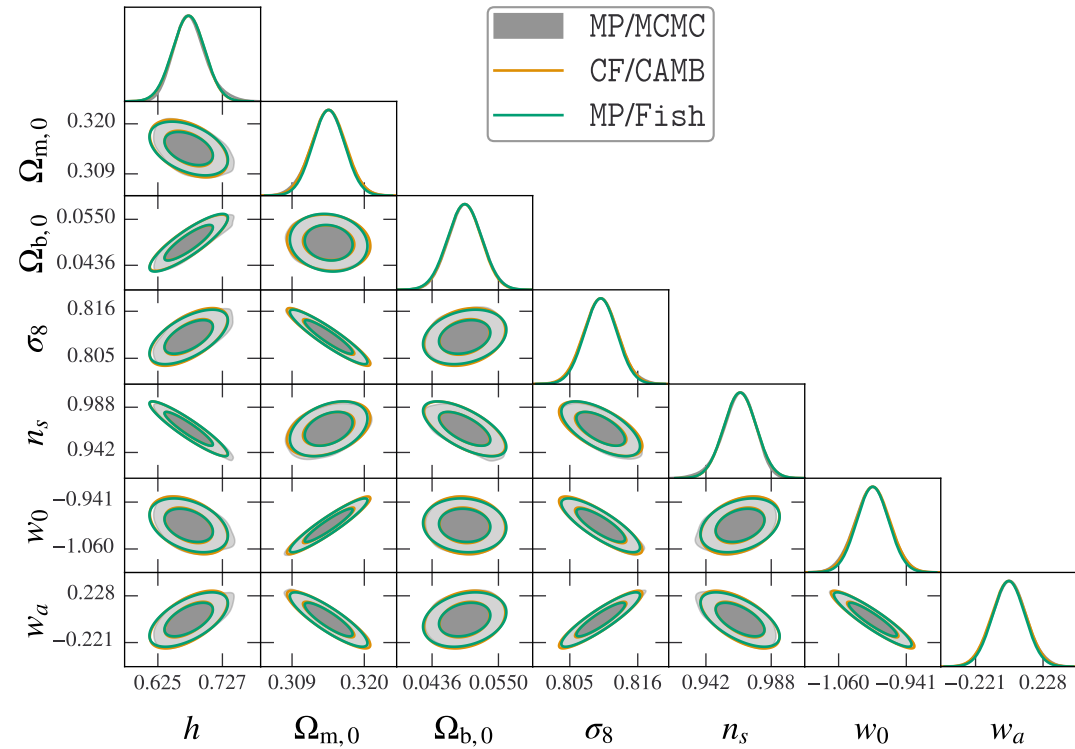 MP/MCMC
CF/CAMB
MP/Fish
Ωm,0
0.320
0.309
Ωb,0
0.0550
0.0436
σ8
0.816
0.805
ns
0.988
0.942
w0
−0.941
−1.060
wa
0.228
−0.221
0.625 0.727 0.309 0.320 0.0436 0.0550 0.805 0.816 0.942 0.988 −1.060 −0.941 −0.221 0.228
h Ωm,0 Ωb,0 σ8 ns w0 wa